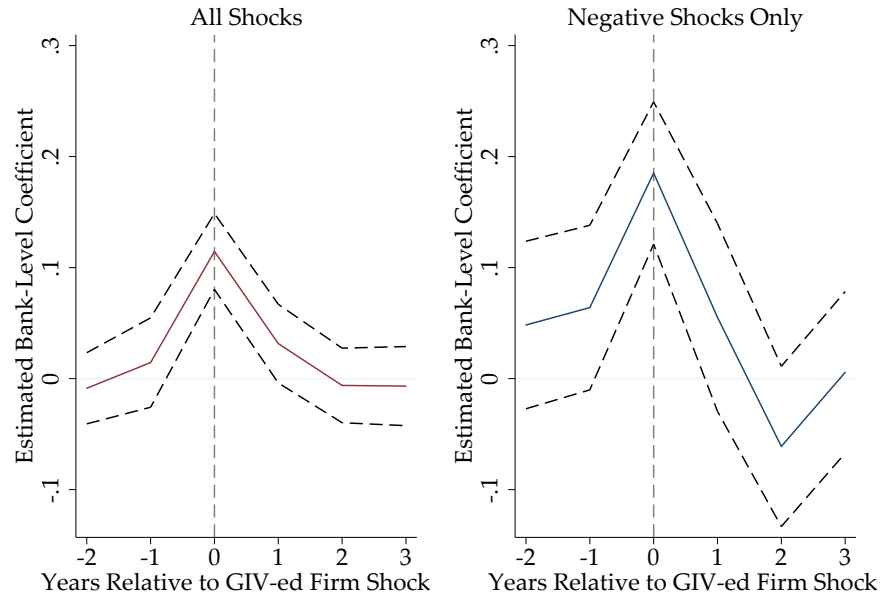 All Shocks
Estimated Bank-Level Coefficient
.3
.2
.1
0
-.1
-2 -1 0 1 2 3
Years Relative to GIV-ed Firm Shock
Negative Shocks Only
Estimated Bank-Level Coefficient
.3
.2
.1
0
-.1
-2 -1 0 1 2 3
Years Relative to GIV-ed Firm Shock